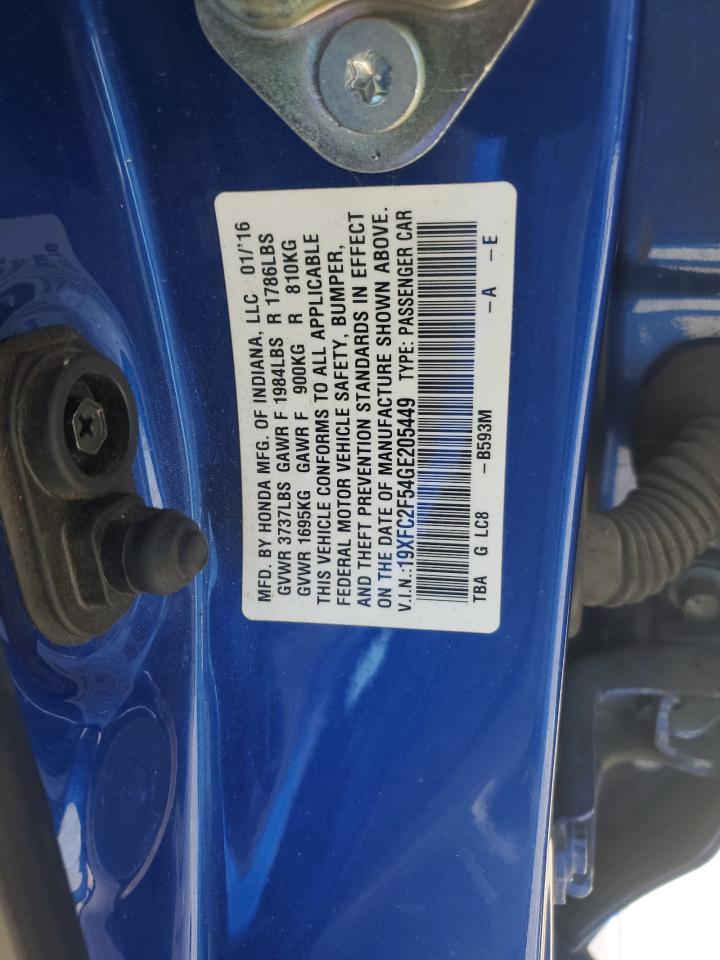 MFD. BY HONDA MFG. OF INDIANA, LLC 01/'16
GVWR 3737LBS GAWR F 1984LBS R 1786LBS
GVWR 1695KG GAWR F 900KG R 810KG
THIS VEHICLE CONFORMS TO ALL APPLICABLE
FEDERAL MOTOR VEHICLE SAFETY, BUMPER,
AND THEFT PREVENTION STANDARDS IN EFFECT
ON THE DATE OF MANUFACTURE SHOWN ABOVE.
V.I.N.:19XFC2F54GE205449 TYPE: PASSENGER CAR
TBA G LC8 -B593M -A -E